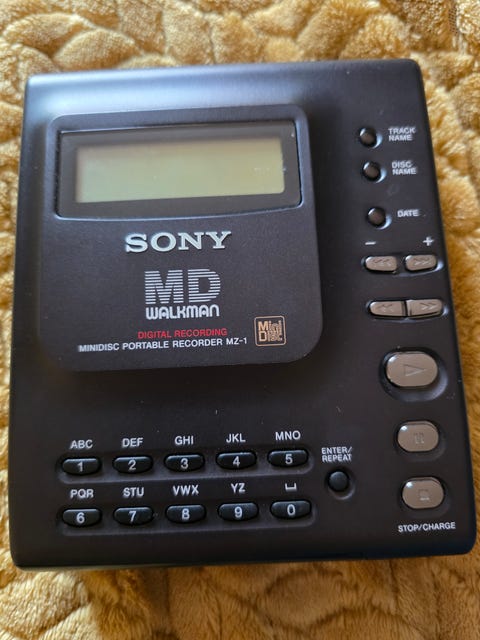 TRACK NAME
DISC NAME
DATE
− +
SONY
MD
WALKMAN
DIGITAL RECORDING
MINIDISC PORTABLE RECORDER MZ-1
Mini Disc
ABC DEF GHI JKL MNO
1 2 3 4 5
ENTER/
REPEAT
PQR STU VWX YZ
6 7 8 9 0
STOP/CHARGE